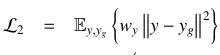 ℒ₂ = 𝔼_{y,y_g} { w_y ‖y − y_g‖² }